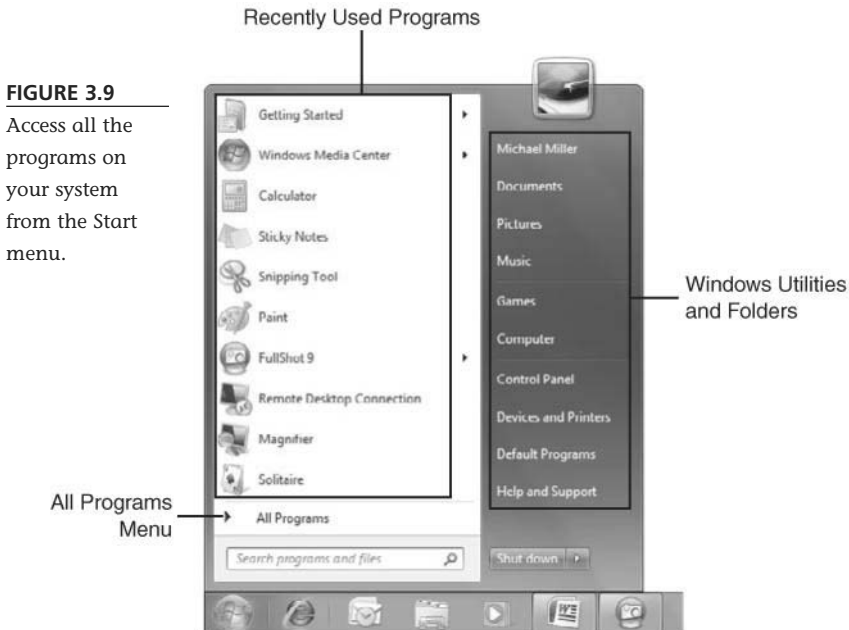 Recently Used Programs
FIGURE 3.9
Access all the
programs on
your system
from the Start
menu.
Getting Started
Windows Media Center
Calculator
Sticky Notes
Snipping Tool
Paint
FullShot 9
Remote Desktop Connection
Magnifier
Solitaire
All Programs
Search programs and files
Michael Miller
Documents
Pictures
Music
Games
Computer
Control Panel
Devices and Printers
Default Programs
Help and Support
Shut down
Windows Utilities
and Folders
All Programs
Menu
W